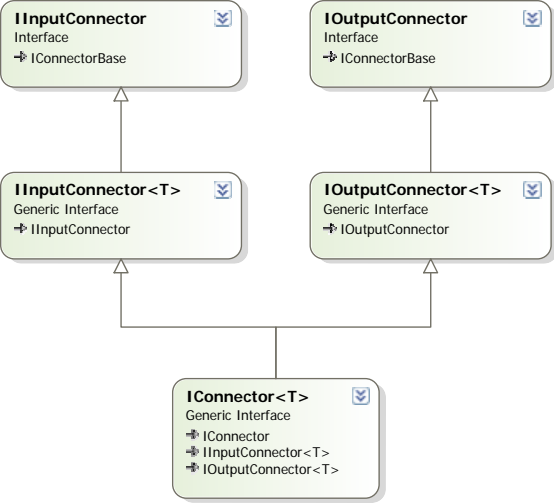 IInputConnector
Interface
IConnectorBase
IOutputConnector
Interface
IConnectorBase
IInputConnector<T>
Generic Interface
IInputConnector
IOutputConnector<T>
Generic Interface
IOutputConnector
IConnector<T>
Generic Interface
IConnector
IInputConnector<T>
IOutputConnector<T>